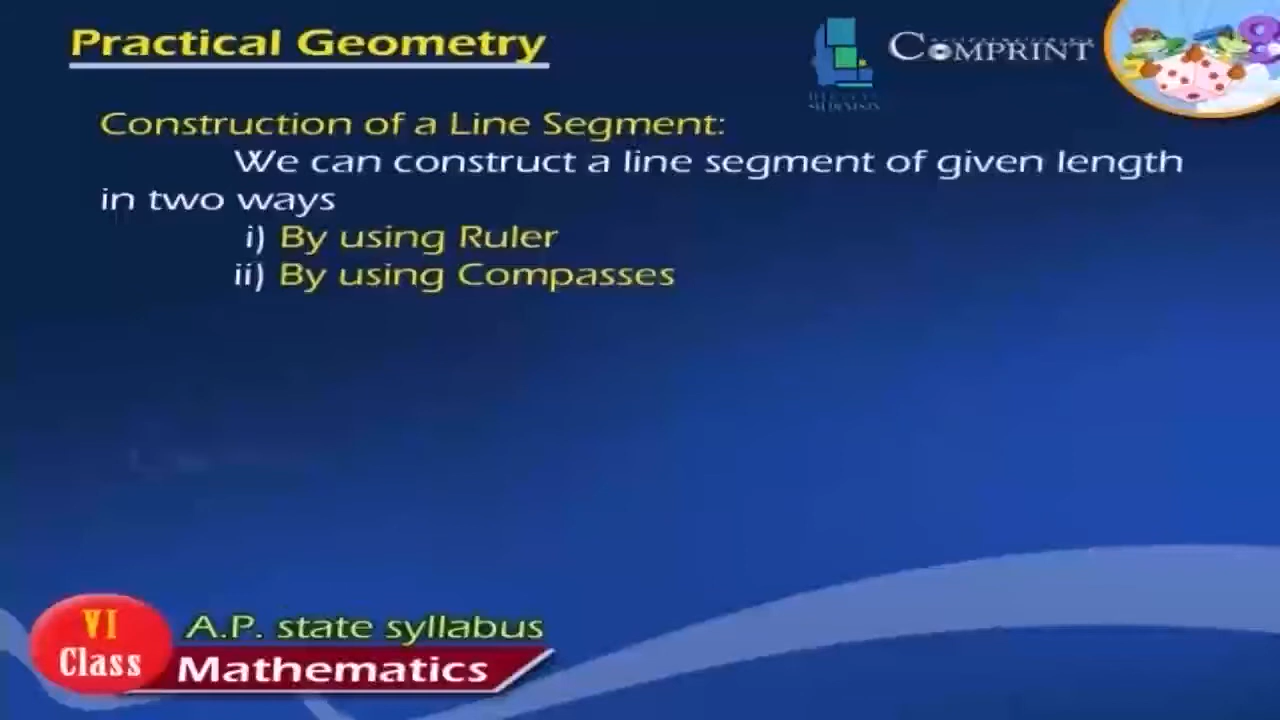 Practical Geometry
COMPRINT
Construction of a Line Segment:
We can construct a line segment of given length
in two ways
i) By using Ruler
ii) By using Compasses
VI
Class
A.P. state syllabus
Mathematics